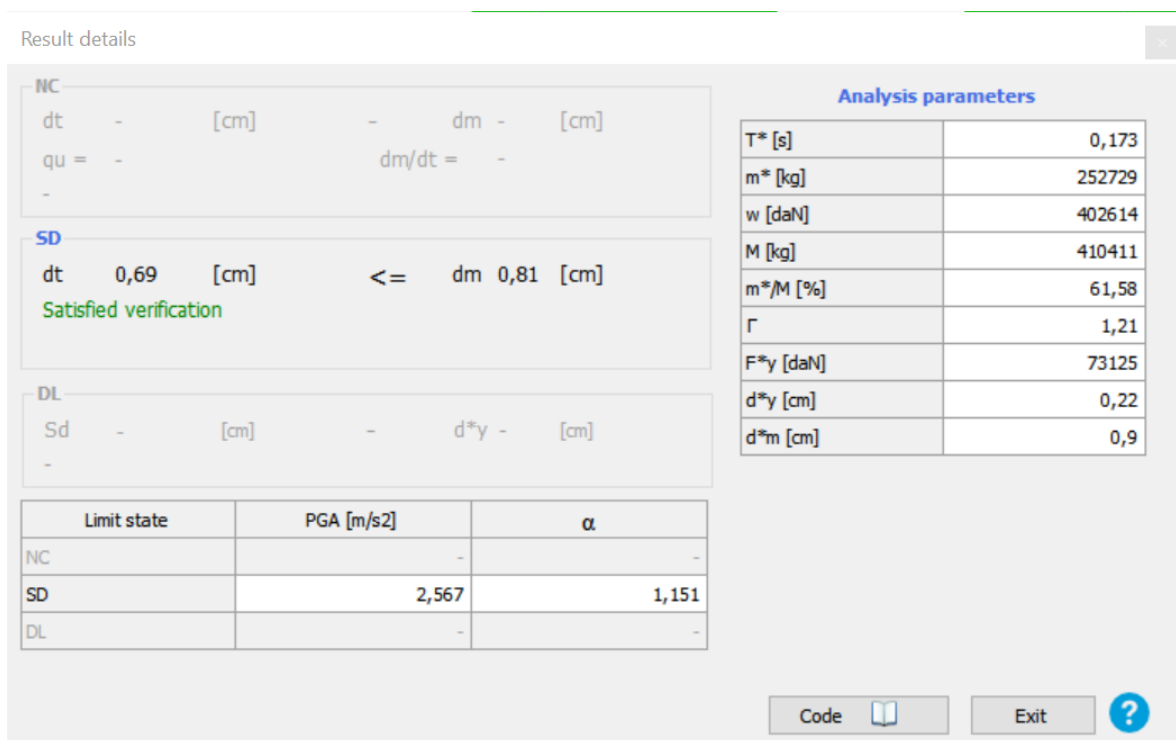 Result details
NC
dt - [cm] - dm - [cm]
qu = - dm/dt = -
-
SD
dt 0,69 [cm] <= dm 0,81 [cm]
Satisfied verification
DL
Sd - [cm] - d*y - [cm]
-
Limit state PGA [m/s2] α
NC - -
SD 2,567 1,151
DL - -
Analysis parameters
T* [s] 0,173
m* [kg] 252729
w [daN] 402614
M [kg] 410411
m*/M [%] 61,58
Γ 1,21
F*y [daN] 73125
d*y [cm] 0,22
d*m [cm] 0,9
Code Exit ?